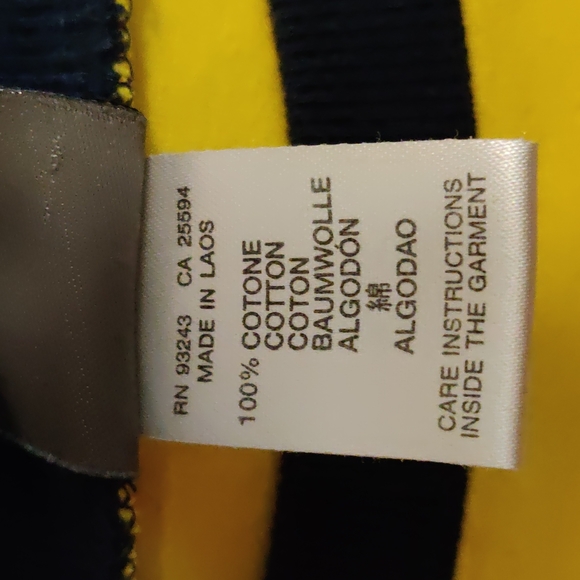 RN 93243 CA 25594
MADE IN LAOS
100% COTONE
COTTON
COTON
BAUMWOLLE
ALGODÓN
綿
ALGODAO
CARE INSTRUCTIONS
INSIDE THE GARMENT